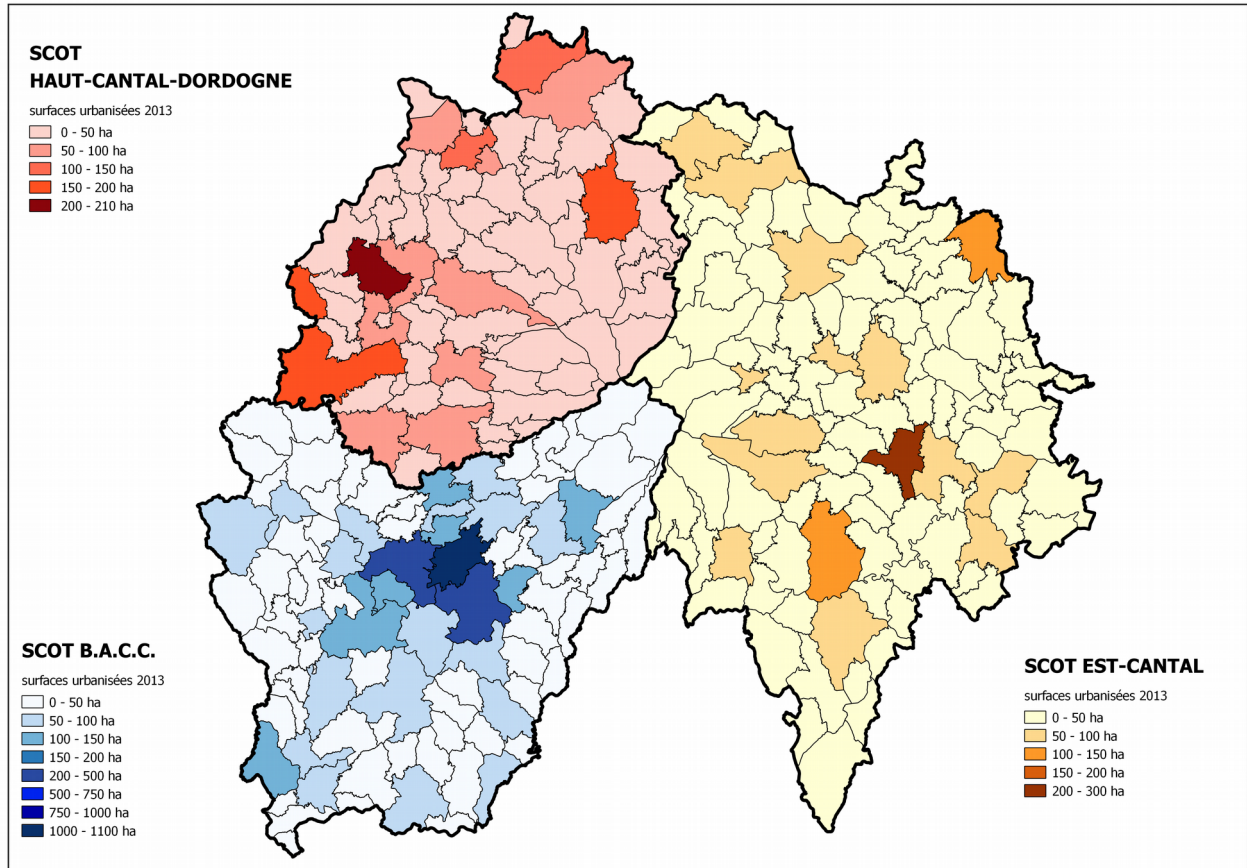 SCOT
HAUT-CANTAL-DORDOGNE
surfaces urbanisées 2013
0 - 50 ha
50 - 100 ha
100 - 150 ha
150 - 200 ha
200 - 210 ha
SCOT B.A.C.C.
surfaces urbanisées 2013
0 - 50 ha
50 - 100 ha
100 - 150 ha
150 - 200 ha
200 - 500 ha
500 - 750 ha
750 - 1000 ha
1000 - 1100 ha
SCOT EST-CANTAL
surfaces urbanisées 2013
0 - 50 ha
50 - 100 ha
100 - 150 ha
150 - 200 ha
200 - 300 ha